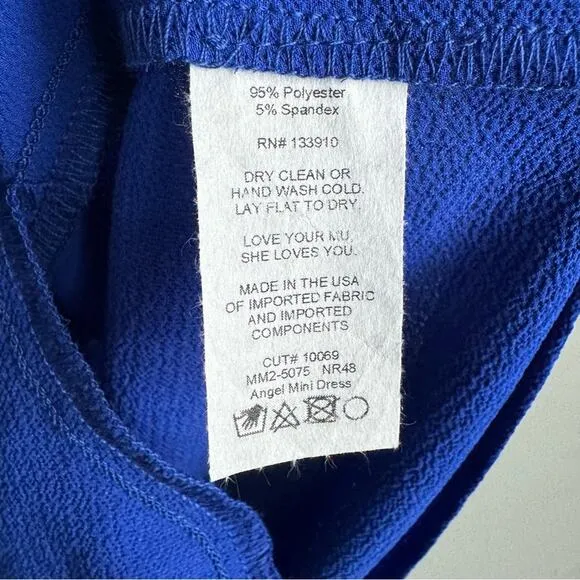 95% Polyester
5% Spandex
RN# 133910
DRY CLEAN OR
HAND WASH COLD.
LAY FLAT TO DRY.
LOVE YOUR MU,
SHE LOVES YOU.
MADE IN THE USA
OF IMPORTED FABRIC
AND IMPORTED
COMPONENTS
CUT# 10069
MM2-5075 NR48
Angel Mini Dress